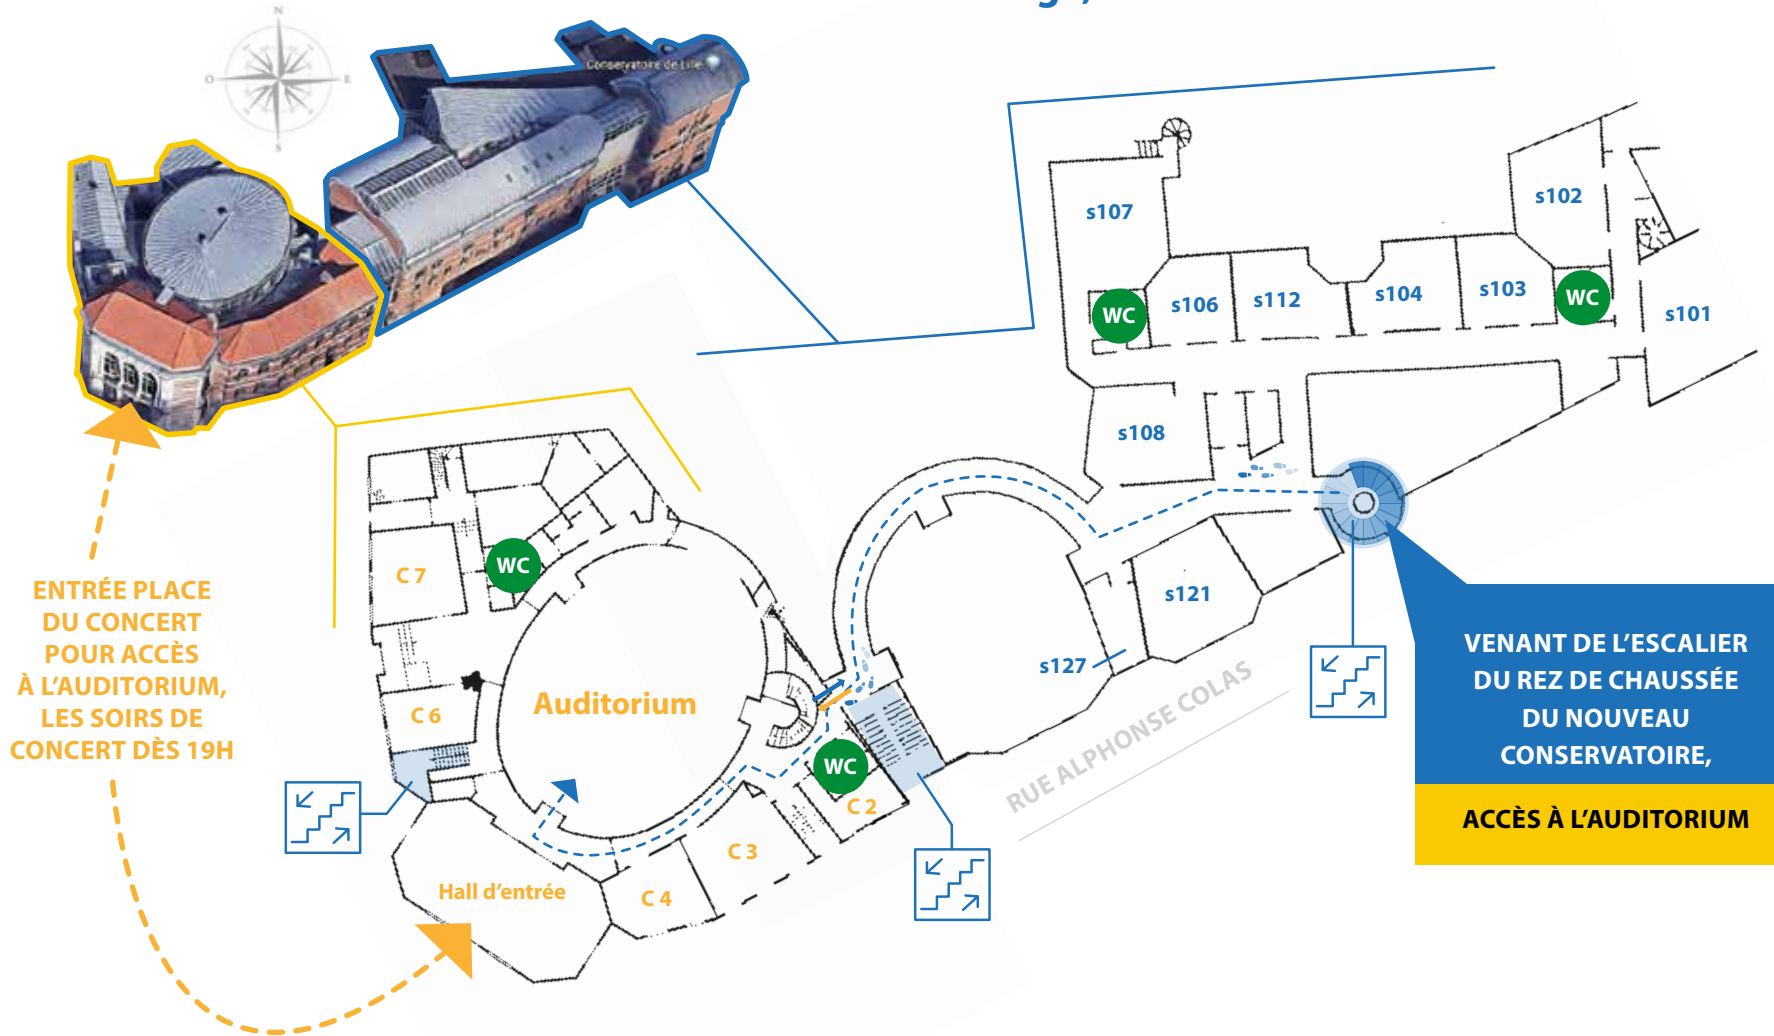 N
O
E
S
Conservatoire de Lille
s107
s102
s106
s112
s104
s103
s101
WC
WC
s108
s121
s127
C 7
WC
C 6
Auditorium
WC
C 2
C 3
C 4
Hall d'entrée
RUE ALPHONSE COLAS
ENTRÉE PLACE
DU CONCERT
POUR ACCÈS
À L'AUDITORIUM,
LES SOIRS DE
CONCERT DÈS 19H
VENANT DE L'ESCALIER
DU REZ DE CHAUSSÉE
DU NOUVEAU
CONSERVATOIRE,
ACCÈS À L'AUDITORIUM